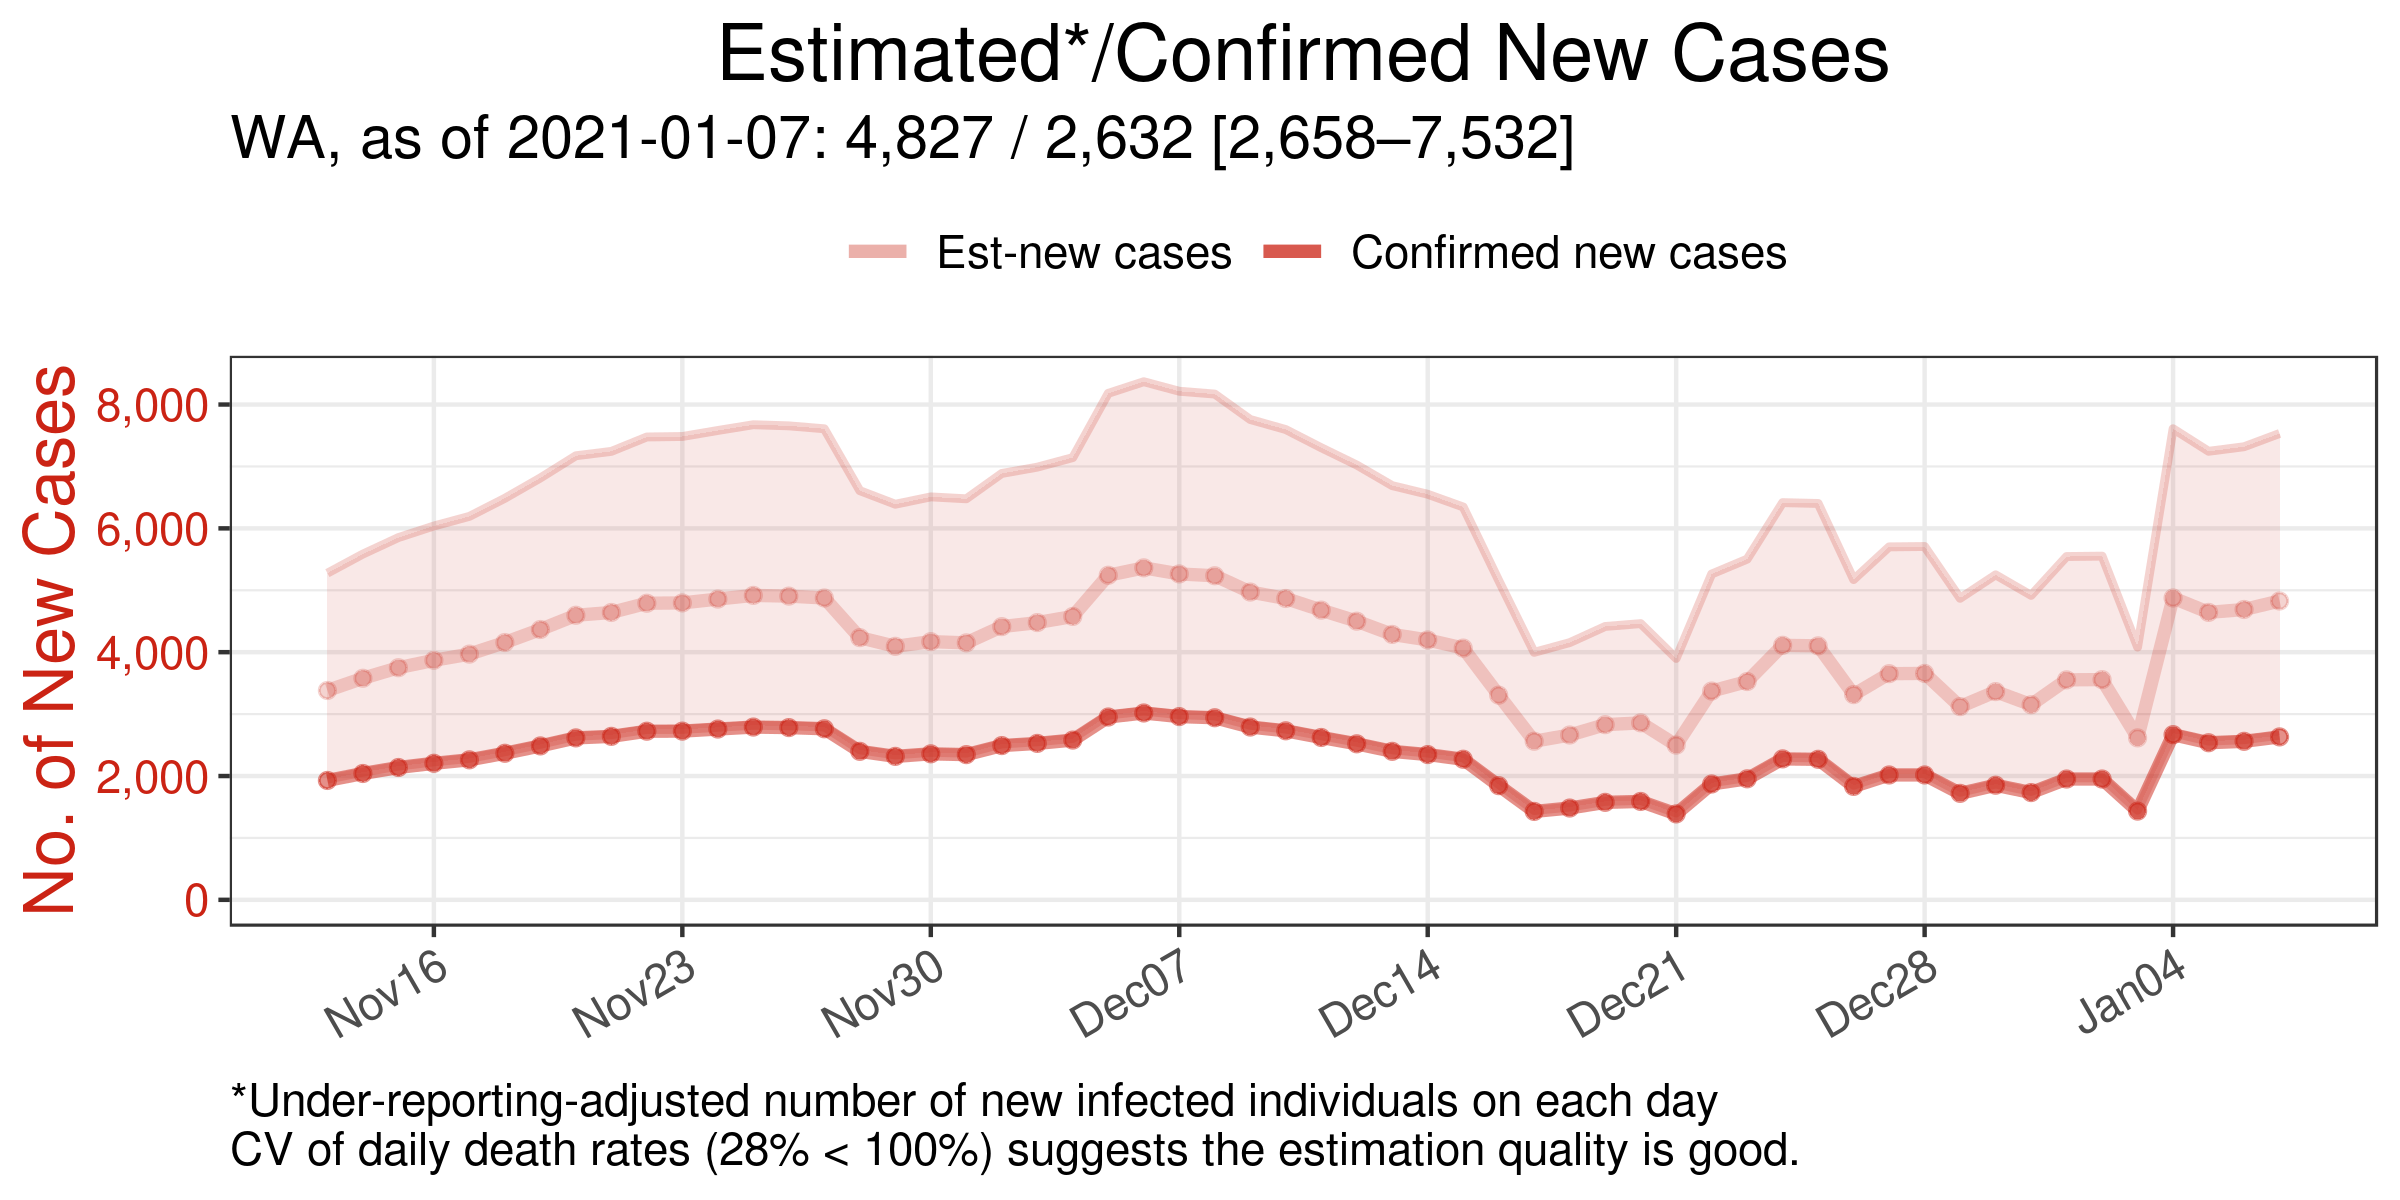 Estimated*/Confirmed New Cases
WA, as of 2021-01-07: 4,827 / 2,632 [2,658–7,532]
Est-new cases
Confirmed new cases
No. of New Cases
8,000
6,000
4,000
2,000
0
Nov16
Nov23
Nov30
Dec07
Dec14
Dec21
Dec28
Jan04
*Under-reporting-adjusted number of new infected individuals on each day
CV of daily death rates (28% < 100%) suggests the estimation quality is good.